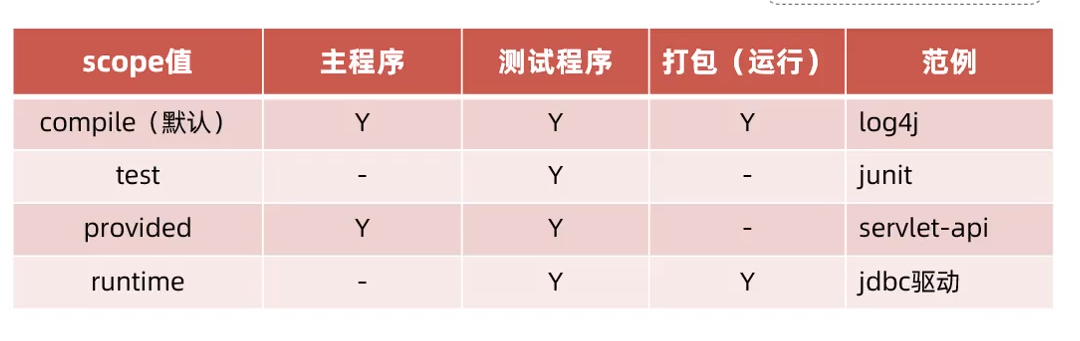 scope值 主程序 测试程序 打包（运行） 范例
compile（默认） Y Y Y log4j
test - Y - junit
provided Y Y - servlet-api
runtime - Y Y jdbc驱动